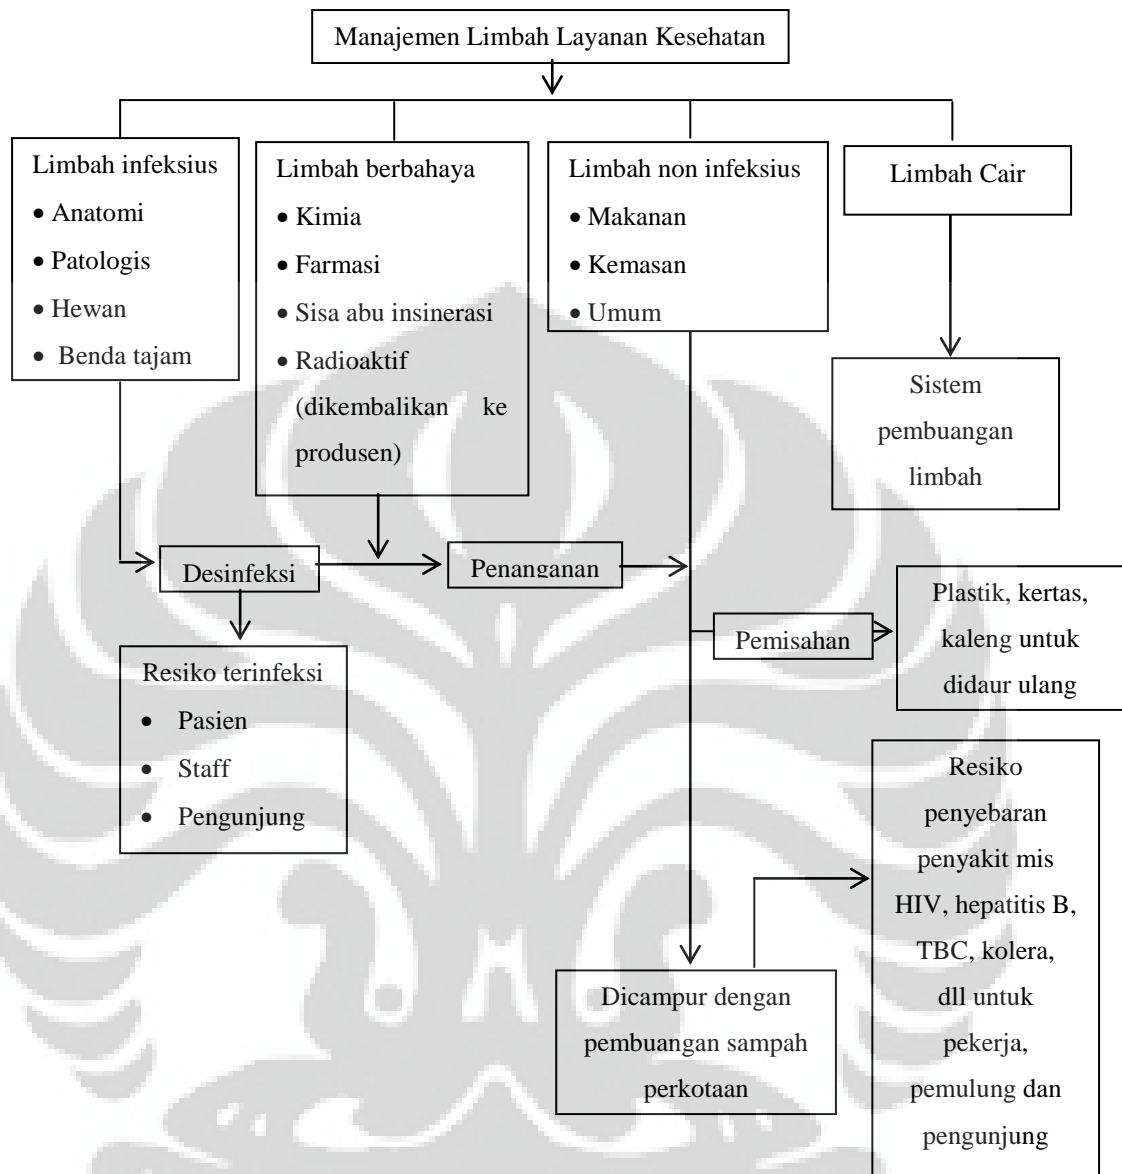 Manajemen Limbah Layanan Kesehatan
Limbah infeksius
• Anatomi
• Patologis
• Hewan
• Benda tajam
Limbah berbahaya
• Kimia
• Farmasi
• Sisa abu insinerasi
• Radioaktif
(dikembalikan ke
produsen)
Limbah non infeksius
• Makanan
• Kemasan
• Umum
Limbah Cair
Sistem
pembuangan
limbah
Desinfeksi
Penanganan
Pemisahan
Plastik, kertas,
kaleng untuk
didaur ulang
Resiko terinfeksi
• Pasien
• Staff
• Pengunjung
Dicampur dengan
pembuangan sampah
perkotaan
Resiko
penyebaran
penyakit mis
HIV, hepatitis B,
TBC, kolera,
dll untuk
pekerja,
pemulung dan
pengunjung